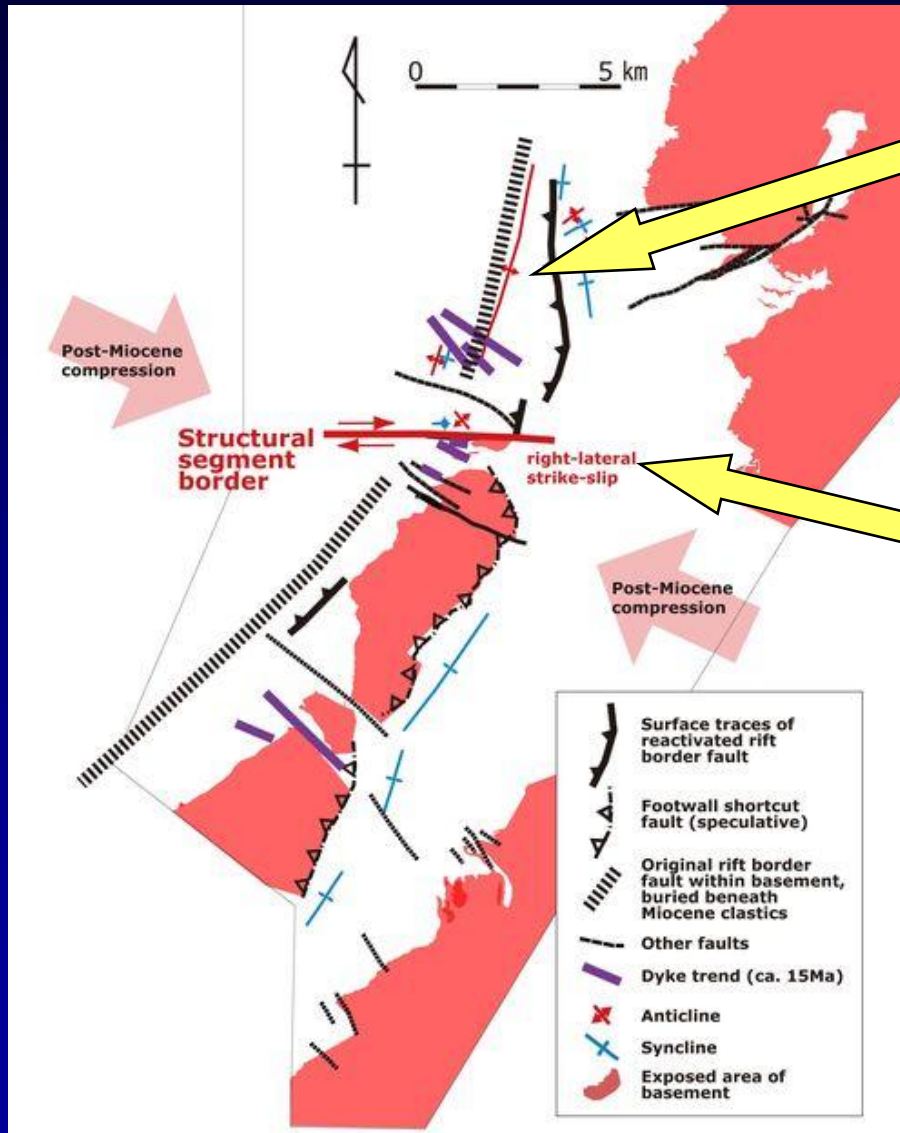 0 5 km
Post-Miocene
compression
Structural
segment
border
right-lateral
strike-slip
Post-Miocene
compression
Surface traces of
reactivated rift
border fault
Footwall shortcut
fault (speculative)
Original rift border
fault within basement,
buried beneath
Miocene clastics
Other faults
Dyke trend (ca. 15Ma)
Anticline
Syncline
Exposed area of
basement